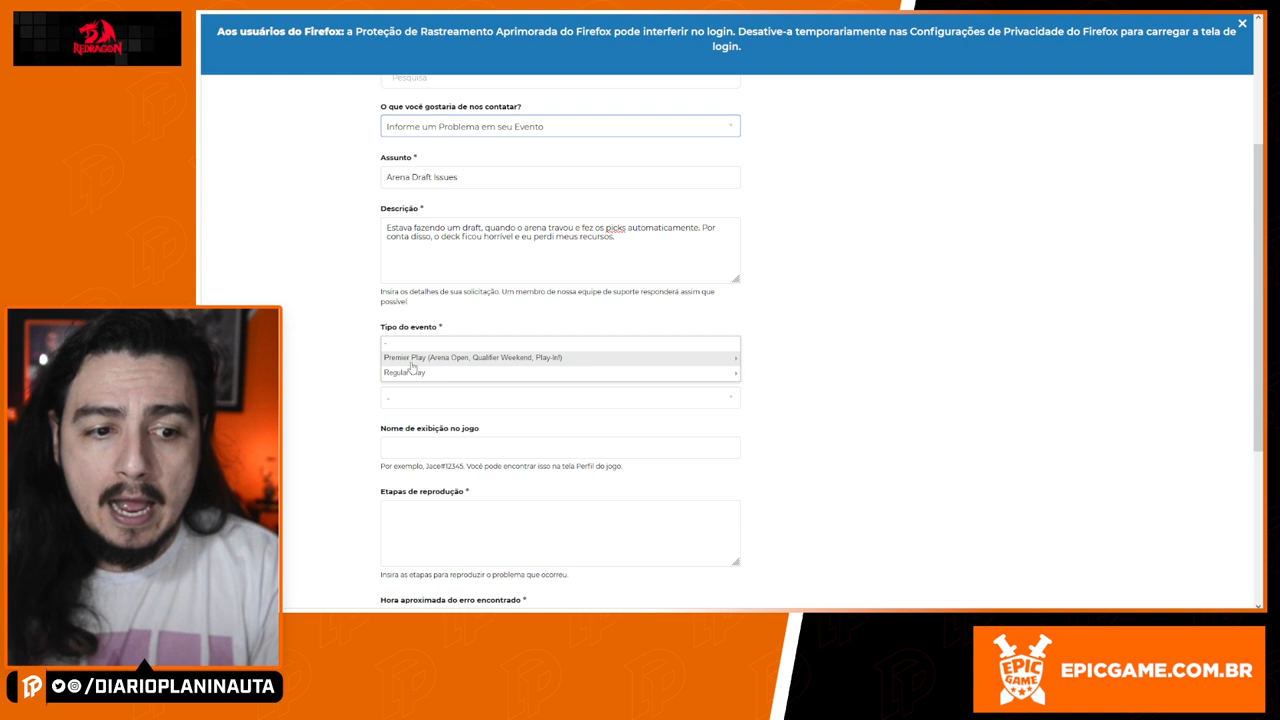 REDRAGON
Aos usuários do Firefox: a Proteção de Rastreamento Aprimorada do Firefox pode interferir no login. Desative-a temporariamente nas Configurações de Privacidade do Firefox para carregar a tela de
login.
Pesquisa
O que você gostaria de nos contatar?
Informe um Problema em seu Evento
Assunto *
Arena Draft Issues
Descrição *
Estava fazendo um draft, quando o arena travou e fez os picks automaticamente. Por
conta disso, o deck ficou horrível e eu perdi meus recursos.
Insira os detalhes de sua solicitação. Um membro de nossa equipe de suporte responderá assim que
possível.
Tipo do evento *
-
Premier Play (Arena Open, Qualifier Weekend, Play-In!)
Regular Play
-
Nome de exibição no jogo
Por exemplo, Jace#12345. Você pode encontrar isso na tela Perfil do jogo.
Etapas de reprodução *
Insira as etapas para reproduzir o problema que ocorreu.
Hora aproximada do erro encontrado *
/DIARIOPLANINAUTA
EPIC
GAME
EPICGAME.COM.BR